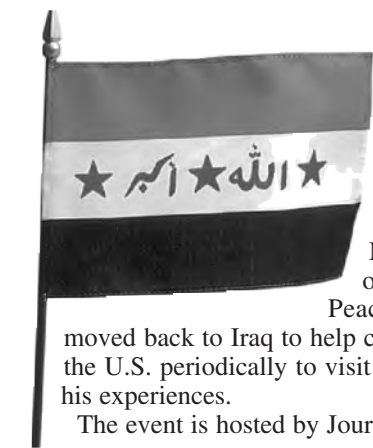 الله أكبر
Peac
moved back to Iraq to help c
the U.S. periodically to visit
his experiences.
The event is hosted by Jour